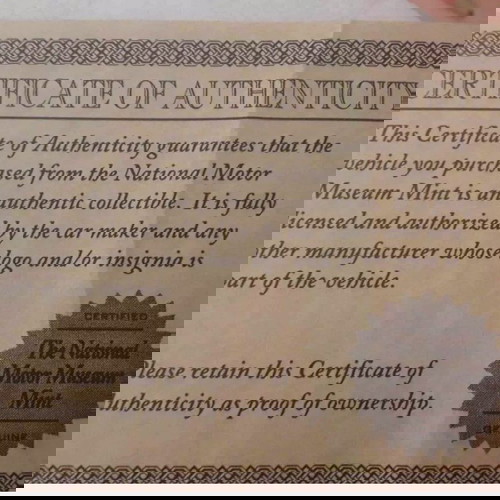 CERTIFICATE OF AUTHENTICITY
This Certificate of Authenticity guarantees that the
vehicle you purchased from the National Motor
Museum Mint is an authentic collectible. It is fully
licensed and authorized by the car maker and any
other manufacturer whose logo and/or insignia is
part of the vehicle.
CERTIFIED
The National
Motor Museum
Mint
Please retain this Certificate of
Authenticity as proof of ownership.